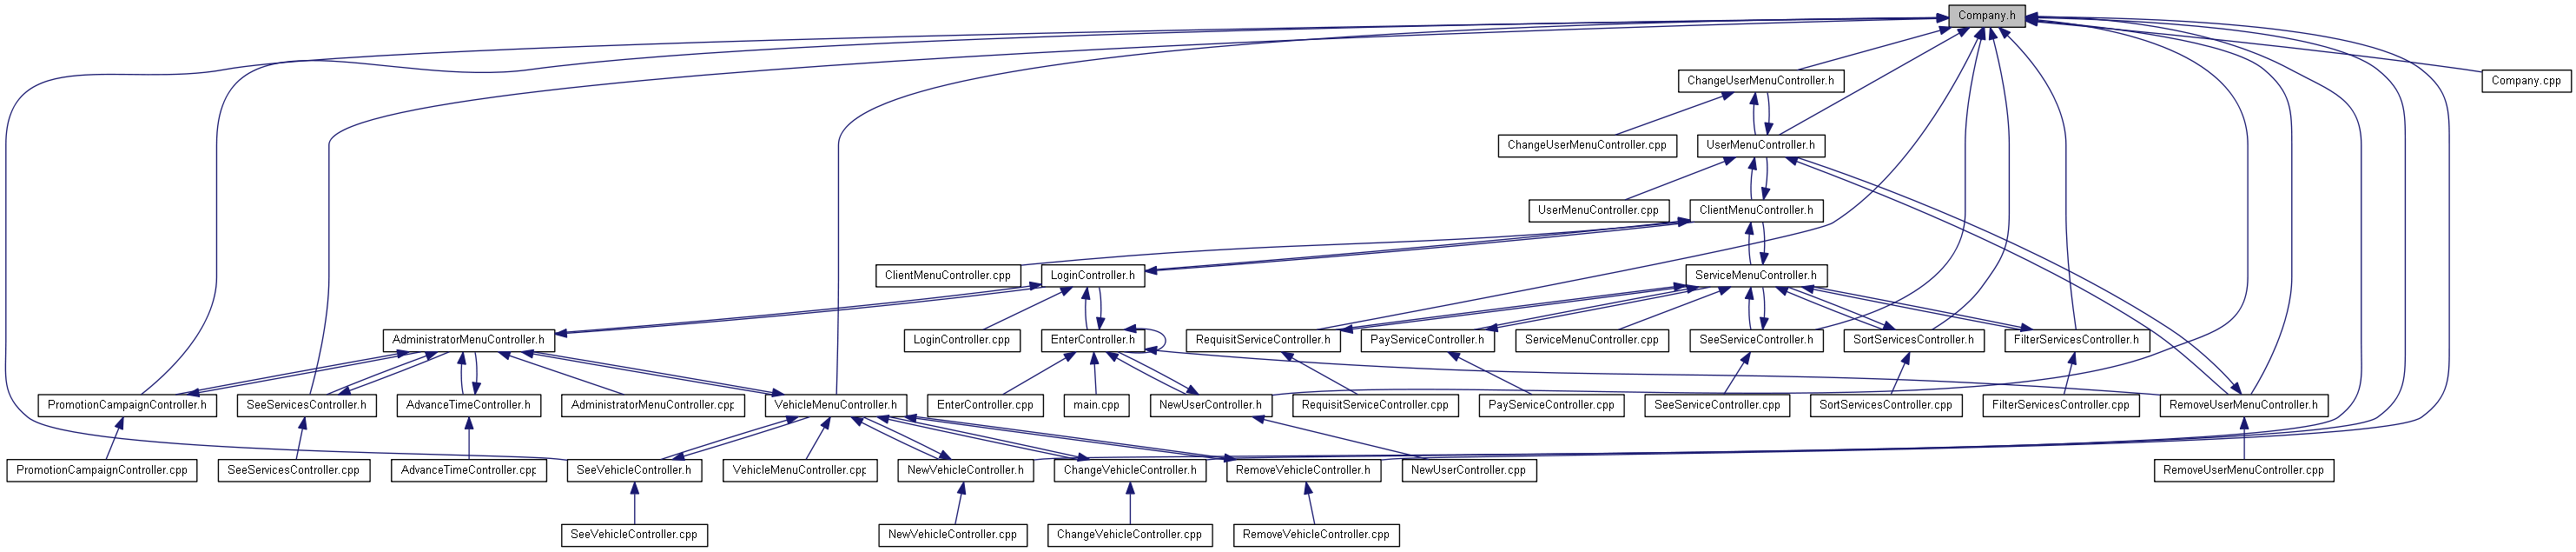 Company.h
ChangeUserMenuController.h
Company.cpp
ChangeUserMenuController.cpp
UserMenuController.h
UserMenuController.cpp
ClientMenuController.h
ClientMenuController.cpp
LoginController.h
ServiceMenuController.h
AdministratorMenuController.h
LoginController.cpp
EnterController.h
RequisitServiceController.h
PayServiceController.h
ServiceMenuController.cpp
SeeServiceController.h
SortServicesController.h
FilterServicesController.h
PromotionCampaignController.h
SeeServicesController.h
AdvanceTimeController.h
AdministratorMenuController.cpp
VehicleMenuController.h
EnterController.cpp
main.cpp
NewUserController.h
RequisitServiceController.cpp
PayServiceController.cpp
SeeServiceController.cpp
SortServicesController.cpp
FilterServicesController.cpp
RemoveUserMenuController.h
PromotionCampaignController.cpp
SeeServicesController.cpp
AdvanceTimeController.cpp
SeeVehicleController.h
VehicleMenuController.cpp
NewVehicleController.h
ChangeVehicleController.h
RemoveVehicleController.h
NewUserController.cpp
RemoveUserMenuController.cpp
SeeVehicleController.cpp
NewVehicleController.cpp
ChangeVehicleController.cpp
RemoveVehicleController.cpp